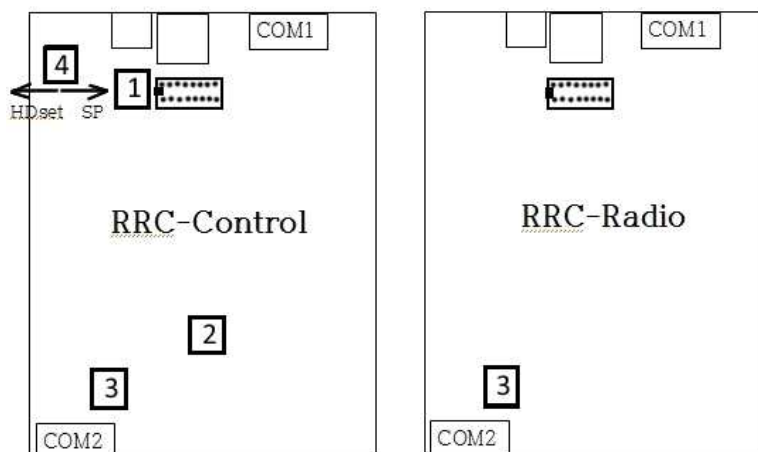 COM1
4
1
HDset SP
RRC-Control
2
3
COM2
COM1
RRC-Radio
3
COM2